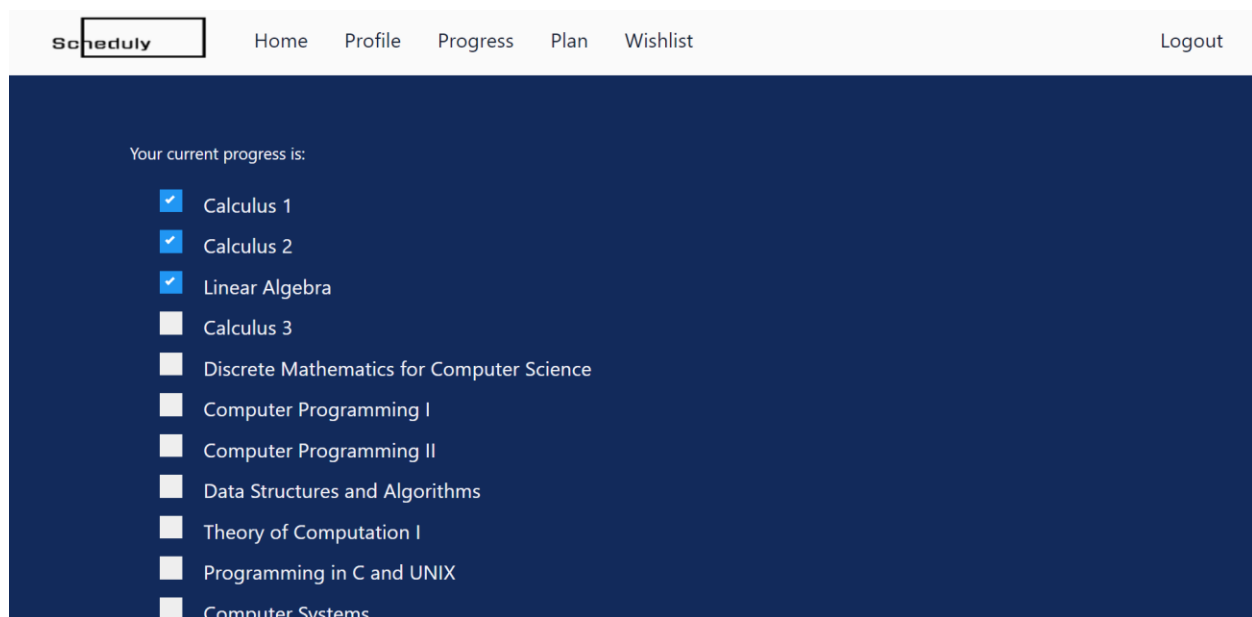 Scheduly Home Profile Progress Plan Wishlist Logout
Your current progress is:
Calculus 1
Calculus 2
Linear Algebra
Calculus 3
Discrete Mathematics for Computer Science
Computer Programming I
Computer Programming II
Data Structures and Algorithms
Theory of Computation I
Programming in C and UNIX
Computer Systems